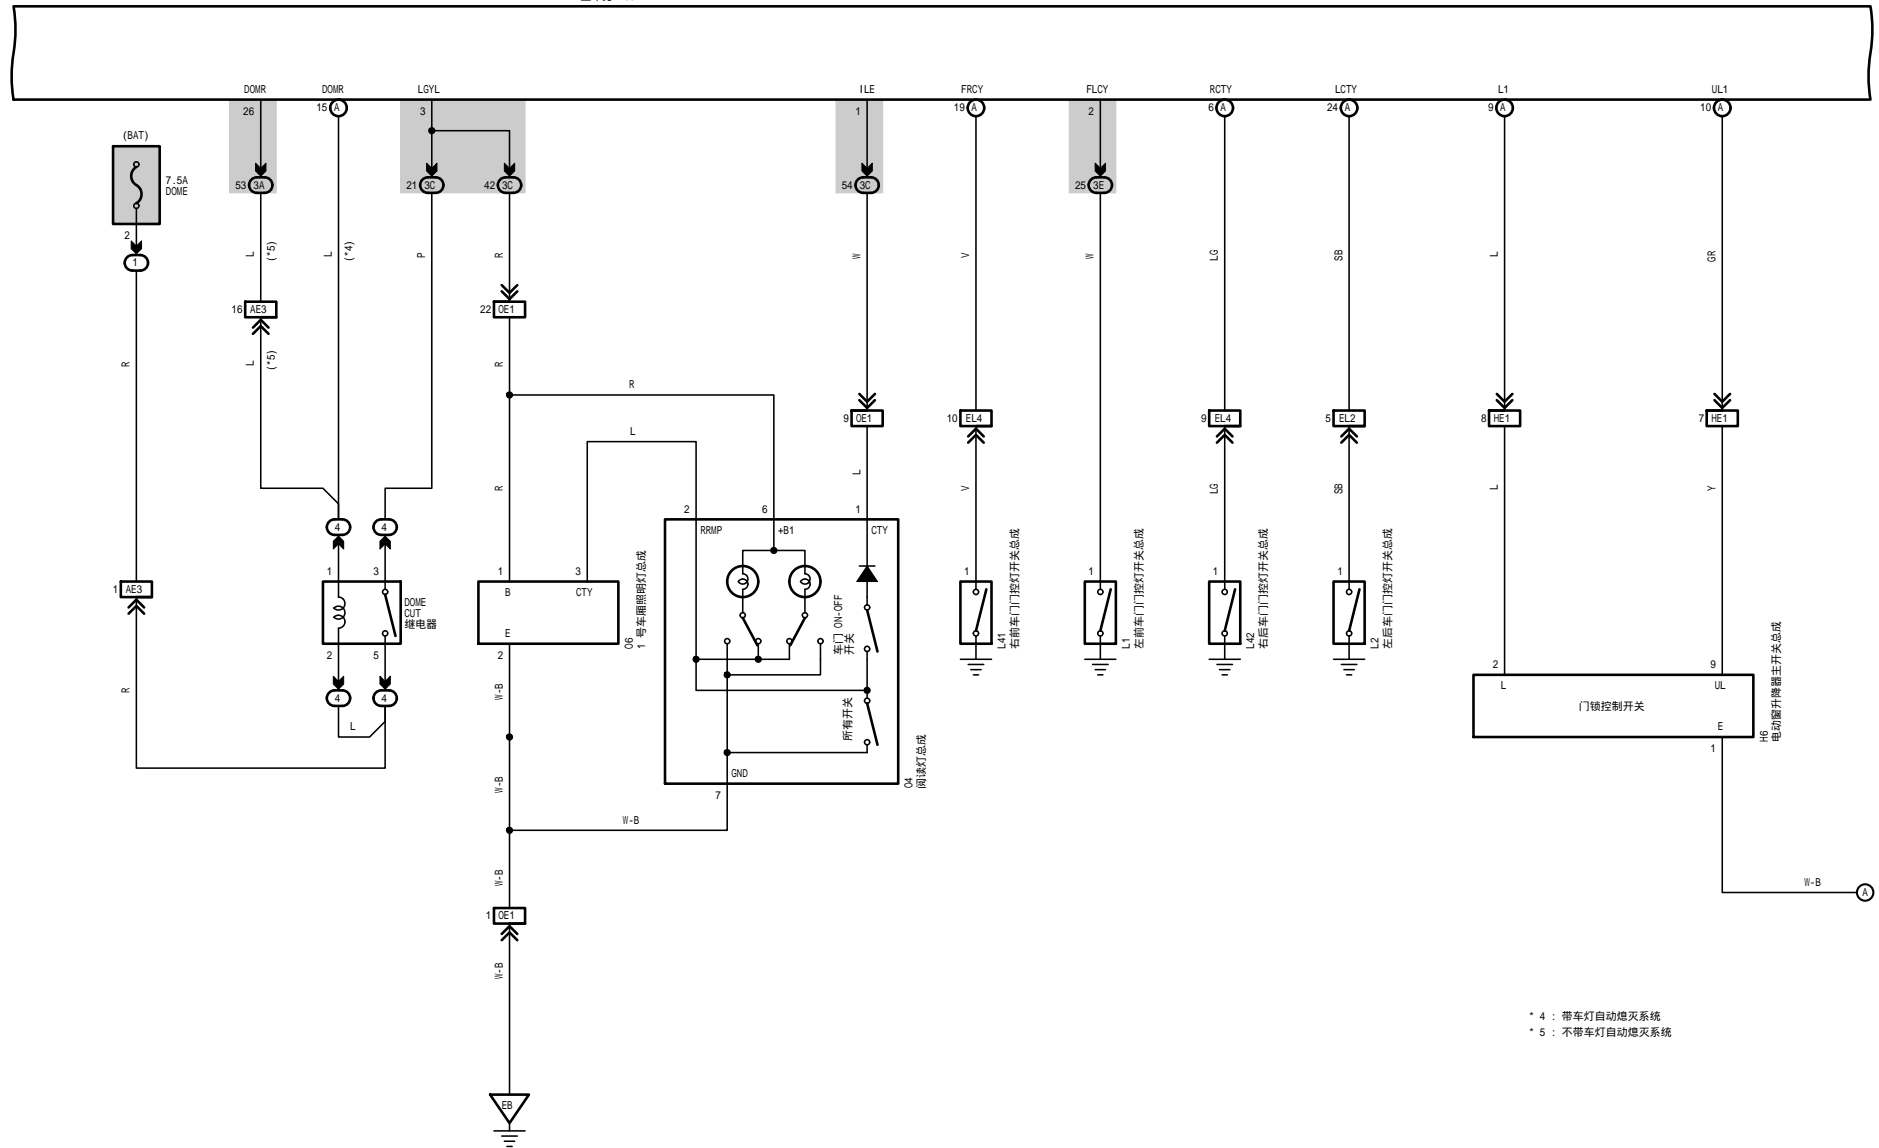 DOMR
DOMR
LGYL
ILE
FRCY
FLCY
RCTY
LCTY
L1
UL1
26
15 A
3
1
19 A
2
6 A
24 A
9 A
10 A
(BAT)
7.5A
DOME
53 3A
21 3C
42 3C
54 3C
25 3E
2
1
L
(*5)
L
(*4)
P
R
W
V
W
LG
SB
L
GR
16 AE3
22 OE1
L
(*5)
R
R
R
9 OE1
10 EL4
9 EL4
5 EL2
8 HE1
7 HE1
L
R
L
V
LG
SB
L
Y
4
4
2
6
1
RRMP
+B1
CTY
1
3
1
3
1
1
1
1
1 AE3
DOME
CUT
继电器
B
CTY
E
O6
1 号车厢照明灯总成
车门 ON-OFF
开关
L41
右前车门门控灯开关总成
L1
左前车门门控灯开关总成
L42
右后车门门控灯开关总成
L2
左后车门门控灯开关总成
2
5
2
2
9
R
W-B
4
4
L
L
UL
门锁控制开关
E
H6
电动窗升降器主开关总成
所有开关
1
GND
O4
阅读灯总成
W-B
7
W-B
W-B
W-B
A
1 OE1
W-B
* 4 : 带车灯自动熄灭系统
* 5 : 不带车灯自动熄灭系统
EB